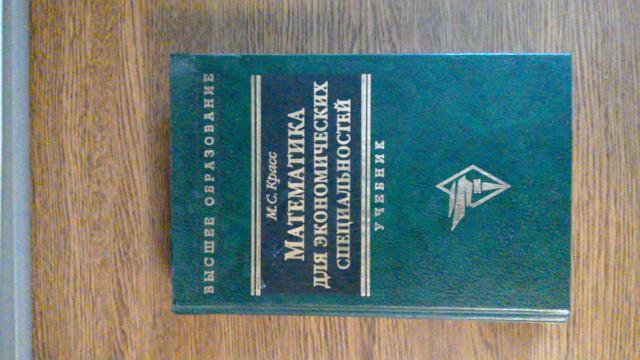 ВЫСШЕЕ ОБРАЗОВАНИЕ
М. С. Красс
МАТЕМАТИКА
ДЛЯ ЭКОНОМИЧЕСКИХ
СПЕЦИАЛЬНОСТЕЙ
УЧЕБНИК